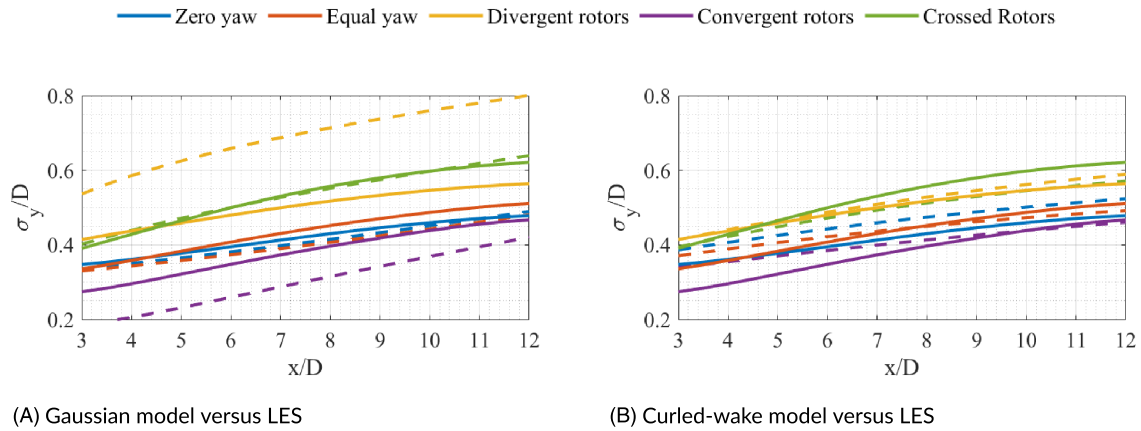 Zero yaw Equal yaw Divergent rotors Convergent rotors Crossed Rotors
0.8
0.6
0.4
0.2
σy/D
3 4 5 6 7 8 9 10 11 12
x/D
(A) Gaussian model versus LES
0.8
0.6
0.4
0.2
σy/D
3 4 5 6 7 8 9 10 11 12
x/D
(B) Curled-wake model versus LES